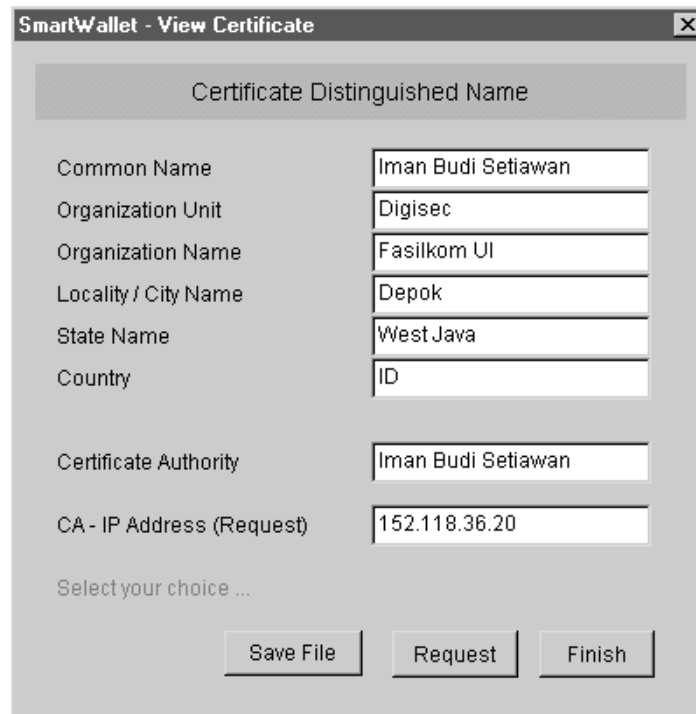 SmartWallet - View Certificate
Certificate Distinguished Name
Common Name Iman Budi Setiawan
Organization Unit Digisec
Organization Name Fasilkom UI
Locality / City Name Depok
State Name West Java
Country ID
Certificate Authority Iman Budi Setiawan
CA - IP Address (Request) 152.118.36.20
Select your choice ...
Save File Request Finish